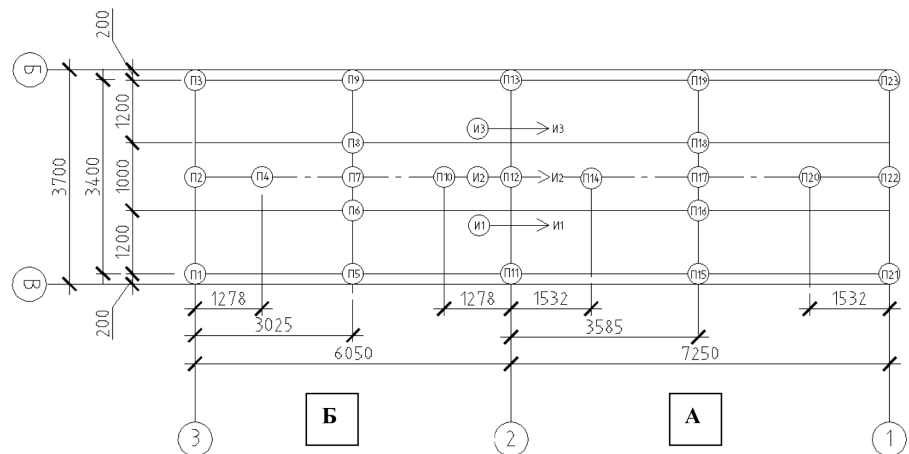 200
Б
П3 П9 П13 П19 П23
1200
И3 И3
П8 П18
3700 3400 1000
П2 П4 П7 П10 И2 П12 И2 П14 П17 П20 П22
П6 П16
И1 И1
1200
В
П1 П5 П11 П15 П21
200
1278 1278 1532 1532
3025 3585
6050 7250
Б А
3 2 1